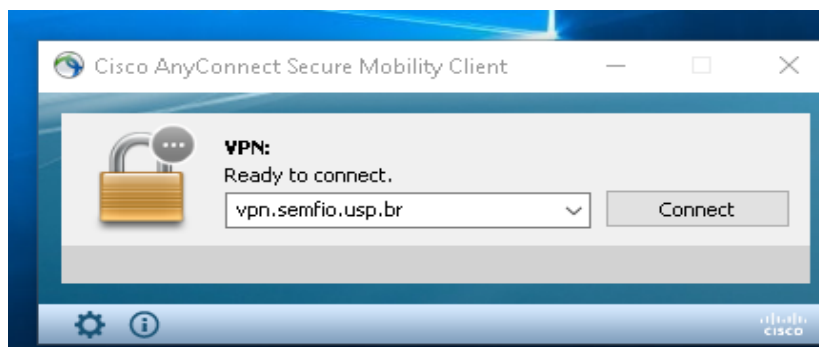 Cisco AnyConnect Secure Mobility Client
VPN:
Ready to connect.
vpn.semfio.usp.br
Connect
CISCO